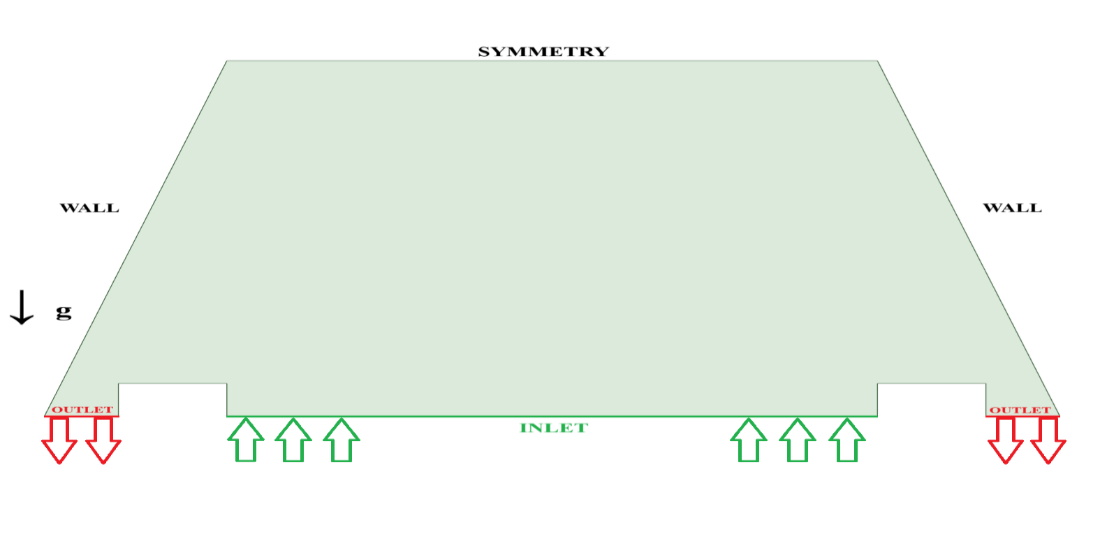 SYMMETRY
WALL
WALL
g
OUTLET
OUTLET
INLET